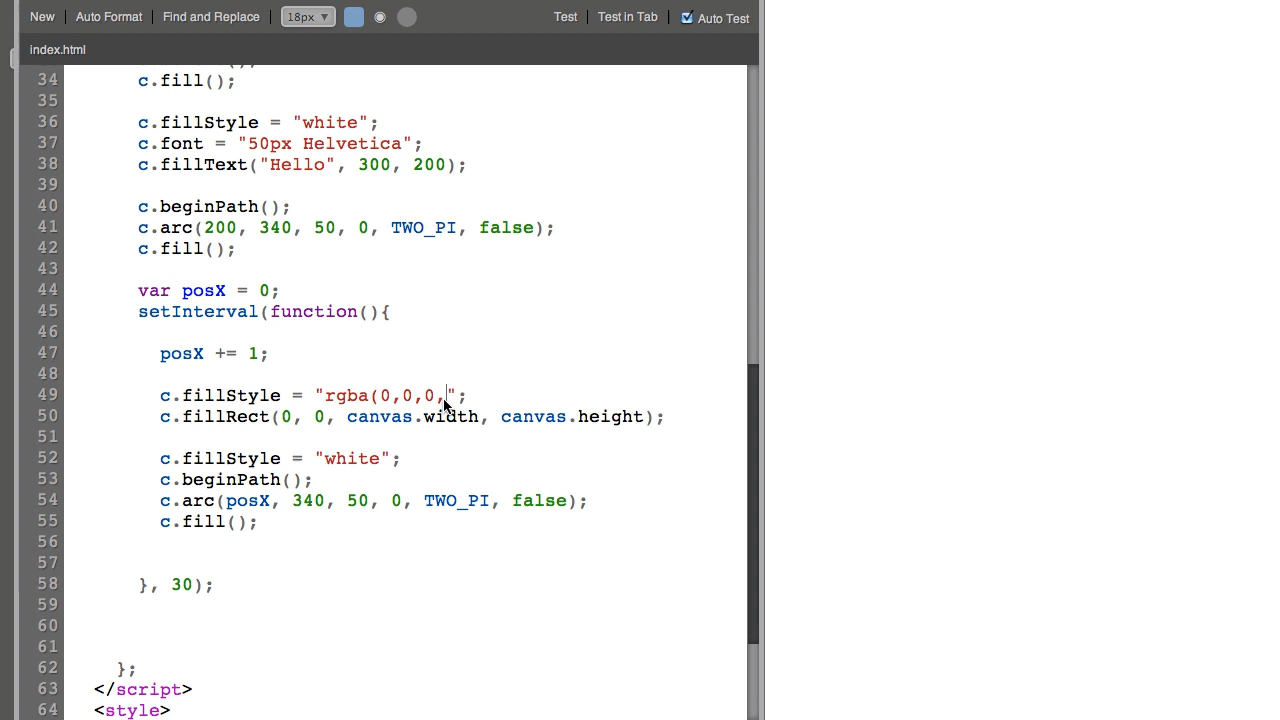 New Auto Format Find and Replace 18px ▼ Test Test in Tab Auto Test
index.html
34 c.fill();
35
36 c.fillStyle = "white";
37 c.font = "50px Helvetica";
38 c.fillText("Hello", 300, 200);
39
40 c.beginPath();
41 c.arc(200, 340, 50, 0, TWO_PI, false);
42 c.fill();
43
44 var posX = 0;
45 setInterval(function(){
46
47 posX += 1;
48
49 c.fillStyle = "rgba(0,0,0,";
50 c.fillRect(0, 0, canvas.width, canvas.height);
51
52 c.fillStyle = "white";
53 c.beginPath();
54 c.arc(posX, 340, 50, 0, TWO_PI, false);
55 c.fill();
56
57
58 }, 30);
59
60
61
62 };
63 </script>
64 <style>